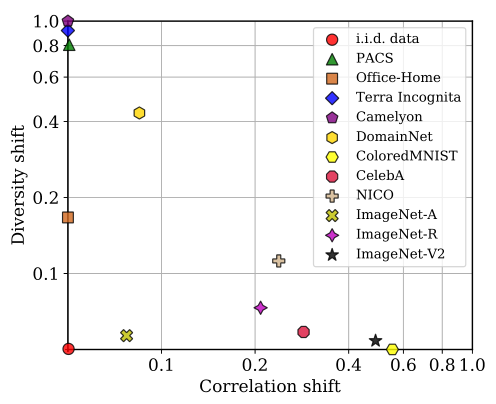 1.0
0.8
0.6
0.4
0.2
0.1
Diversity shift
i.i.d. data
PACS
Office-Home
Terra Incognita
Camelyon
DomainNet
ColoredMNIST
CelebA
NICO
ImageNet-A
ImageNet-R
ImageNet-V2
0.1 0.2 0.4 0.6 0.8 1.0
Correlation shift